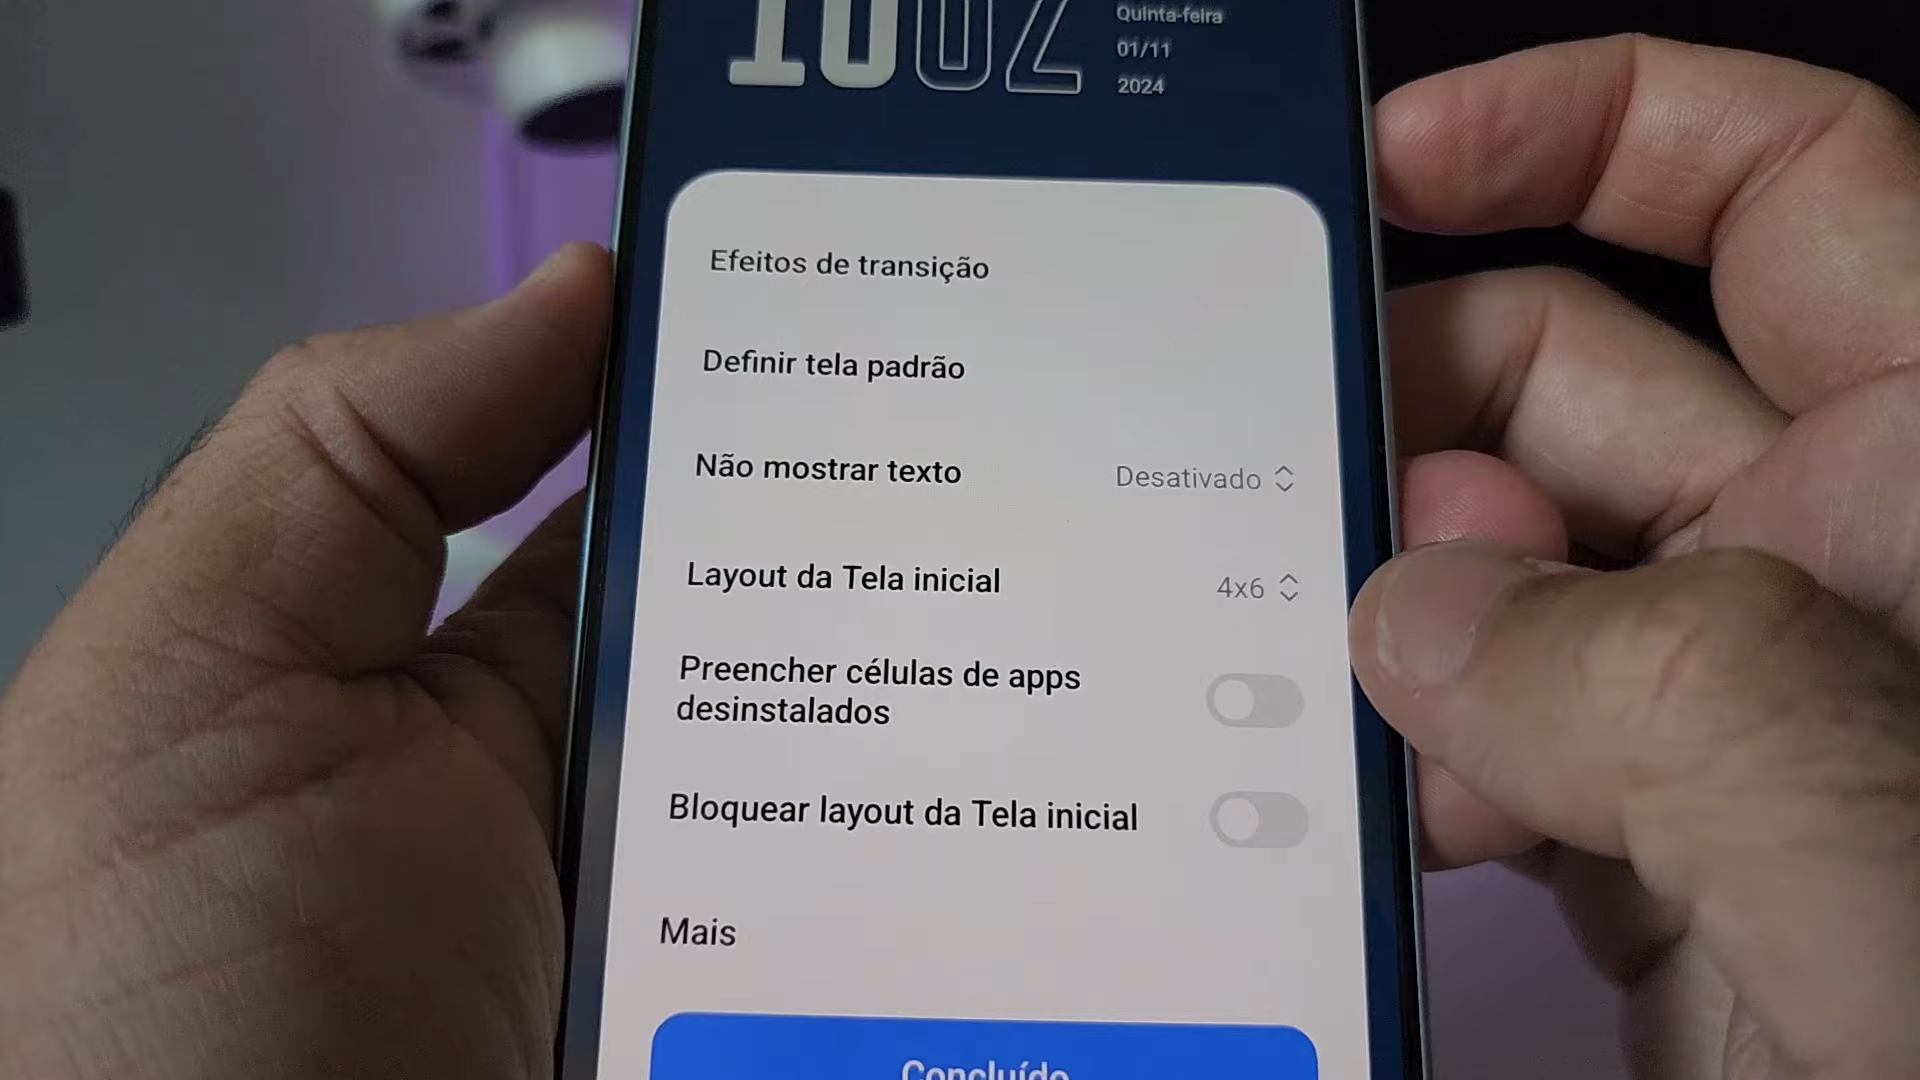 1002
Quinta-feira
01/11
2024
Efeitos de transição
Definir tela padrão
Não mostrar texto Desativado
Layout da Tela inicial 4x6
Preencher células de apps
desinstalados
Bloquear layout da Tela inicial
Mais
Concluído